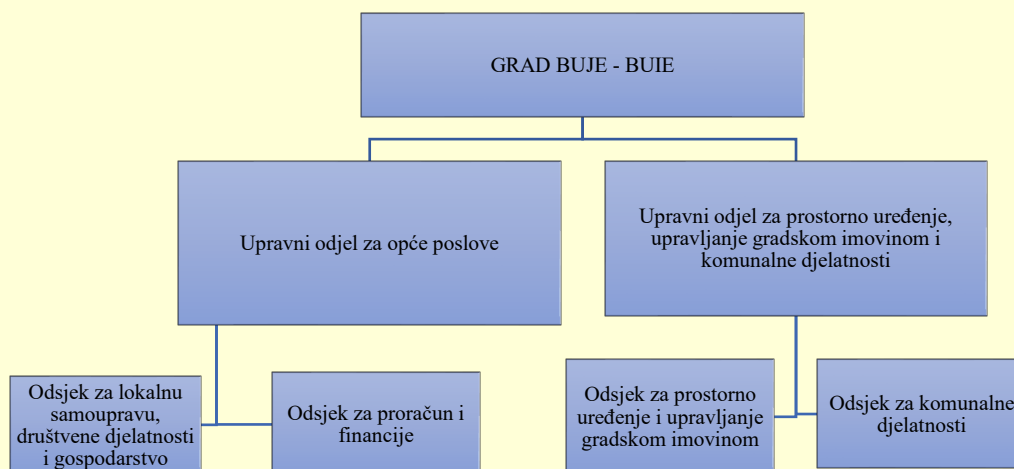 GRAD BUJE - BUIE
Upravni odjel za opće poslove
Upravni odjel za prostorno uređenje,
upravljanje gradskom imovinom i
komunalne djelatnosti
Odsjek za lokalnu
samoupravu,
društvene djelatnosti
i gospodarstvo
Odsjek za proračun i
financije
Odsjek za prostorno
uređenje i upravljanje
gradskom imovinom
Odsjek za komunalne
djelatnosti